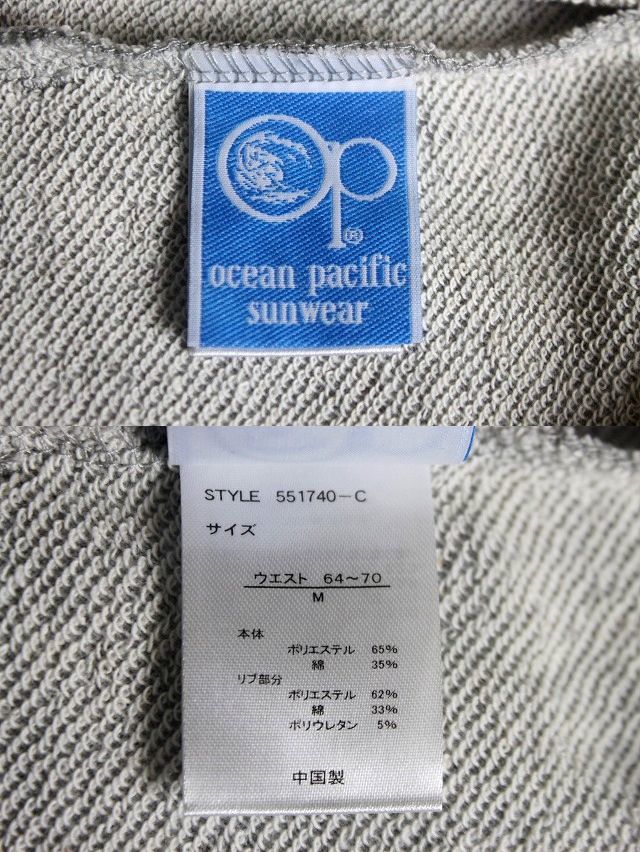 op®
ocean pacific
sunwear
STYLE 551740-C
サイズ
ウエスト 64～70
M
本体
ポリエステル 65%
綿 35%
リブ部分
ポリエステル 62%
綿 33%
ポリウレタン 5%
中国製